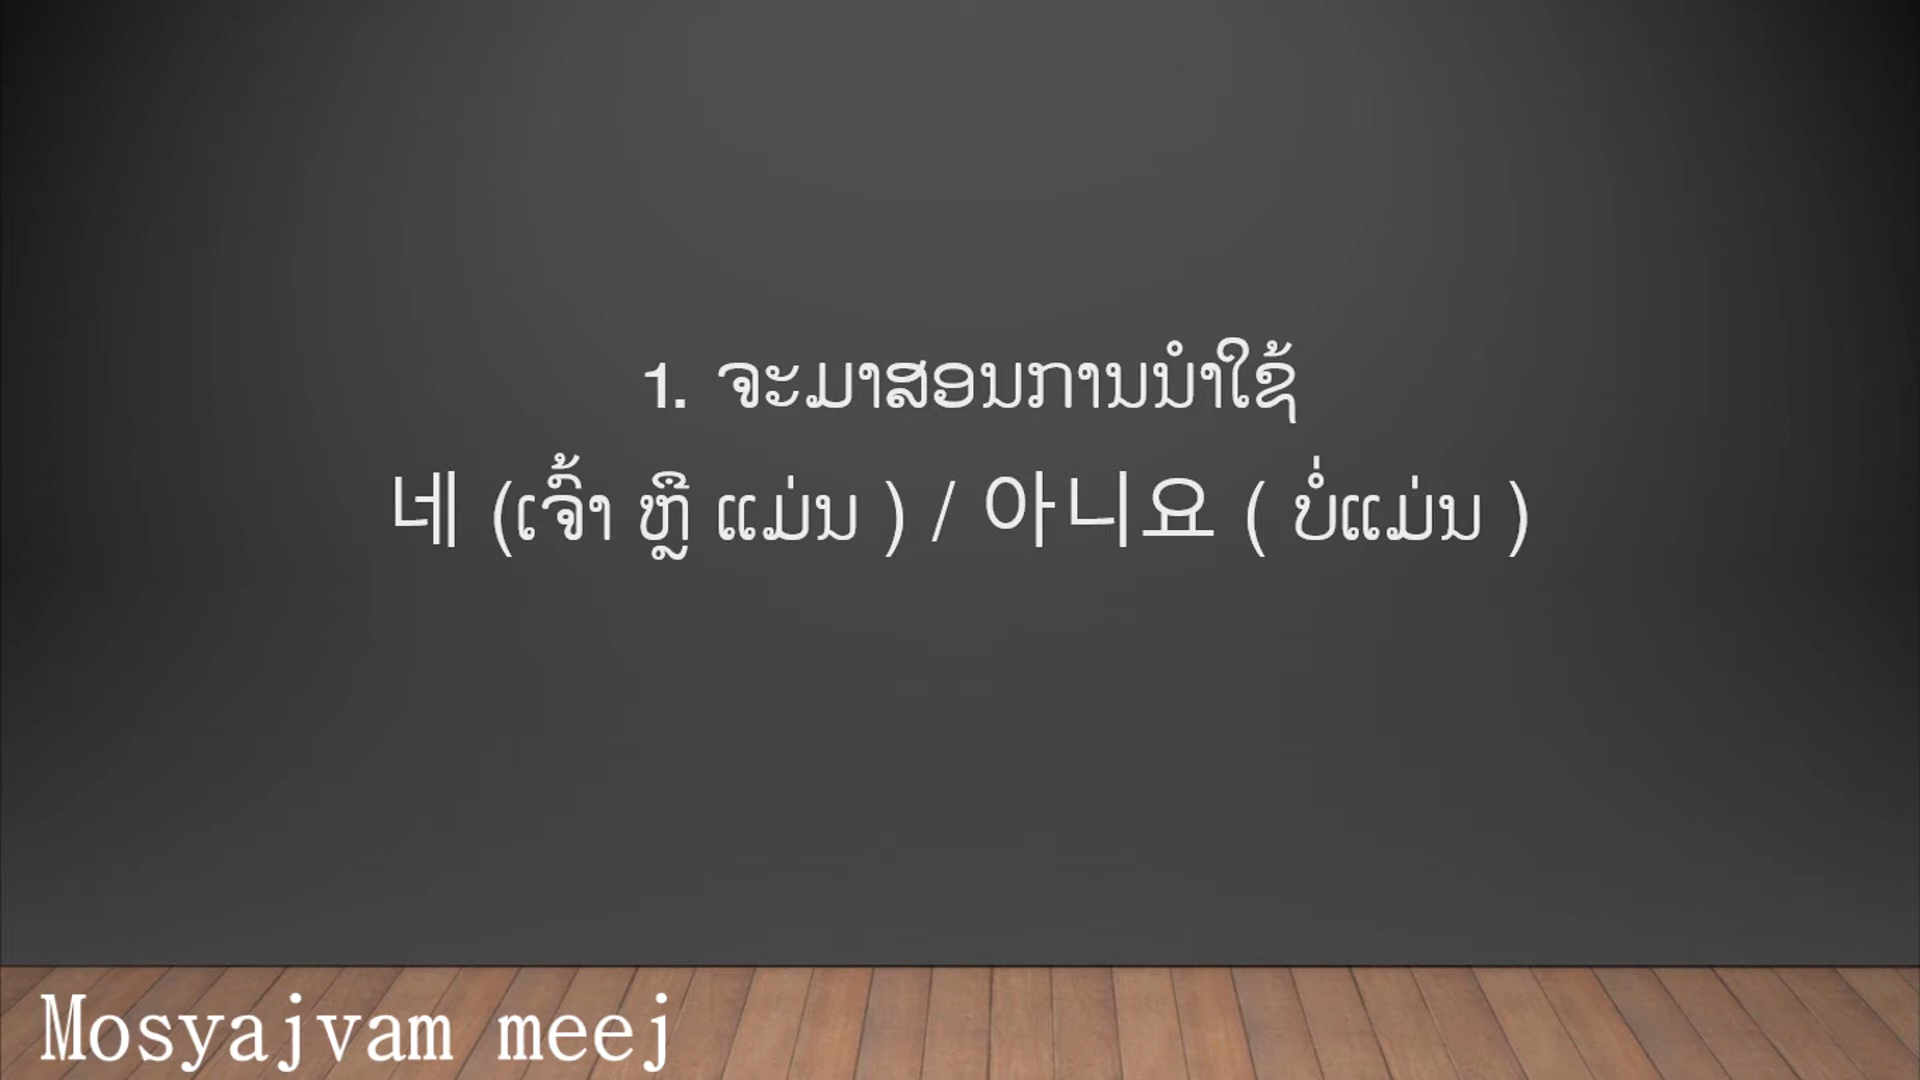 1. ຈະມາສອນການນຳໃຊ້
네 (ເຈົ້າ ຫຼື ແມ່ນ ) / 아니요 ( ບໍ່ແມ່ນ )
Mosyajvam meej